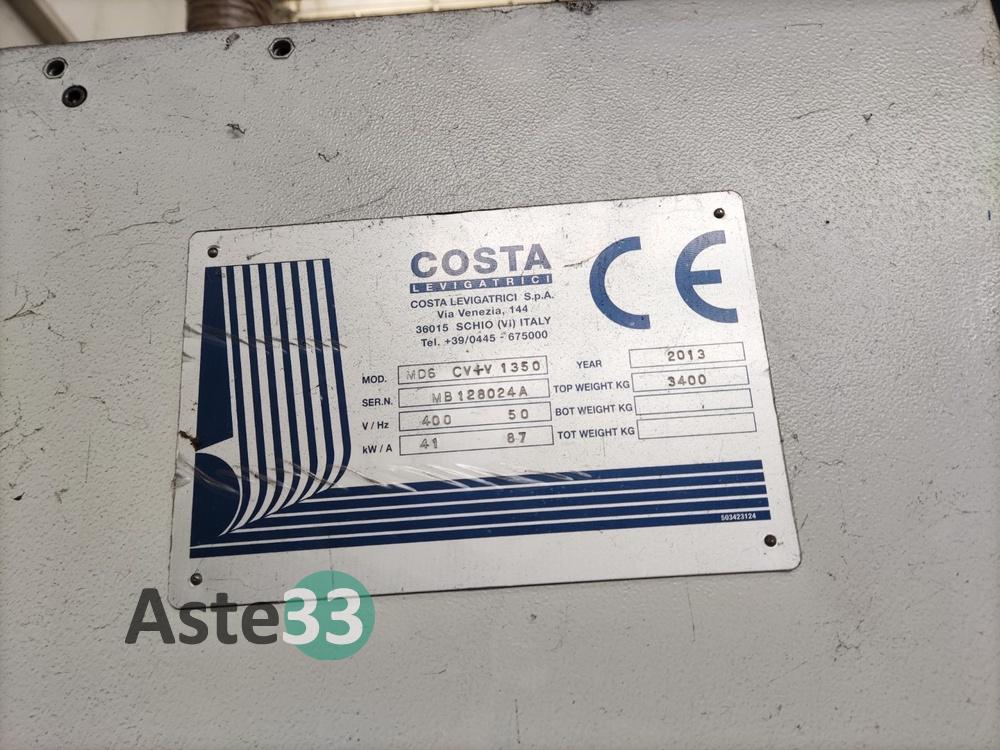 COSTA
LEVIGATRICI
COSTA LEVIGATRICI S.p.A.
Via Venezia, 144
36015 SCHIO (Vi) ITALY
Tel. +39/0445 - 675000
CE
MOD. MD6 CV+V 1350
SER.N. MB128024A
V / Hz 400 50
kW / A 41 87
YEAR 2013
TOP WEIGHT KG 3400
BOT WEIGHT KG
TOT WEIGHT KG
503423124
Aste33